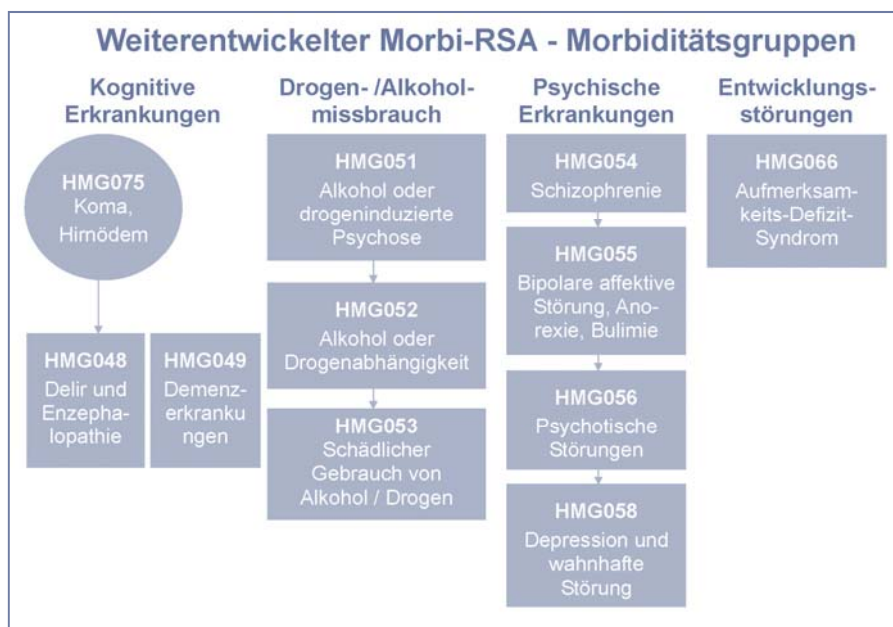 Weiterentwickelter Morbi-RSA - Morbiditätsgruppen
Kognitive
Erkrankungen
HMG075
Koma,
Hirnödem
HMG048
Delir und
Enzepha-
lopathie
HMG049
Demenz-
erkranku
ngen
Drogen- /Alkohol-
missbrauch
HMG051
Alkohol oder
drogeninduzierte
Psychose
HMG052
Alkohol oder
Drogenabhängigkeit
HMG053
Schädlicher
Gebrauch von
Alkohol / Drogen
Psychische
Erkrankungen
HMG054
Schizophrenie
HMG055
Bipolare affektive
Störung, Ano-
rexie, Bulimie
HMG056
Psychotische
Störungen
HMG058
Depression und
wahnhafte
Störung
Entwicklungs-
störungen
HMG066
Aufmerksam-
keits-Defizit-
Syndrom